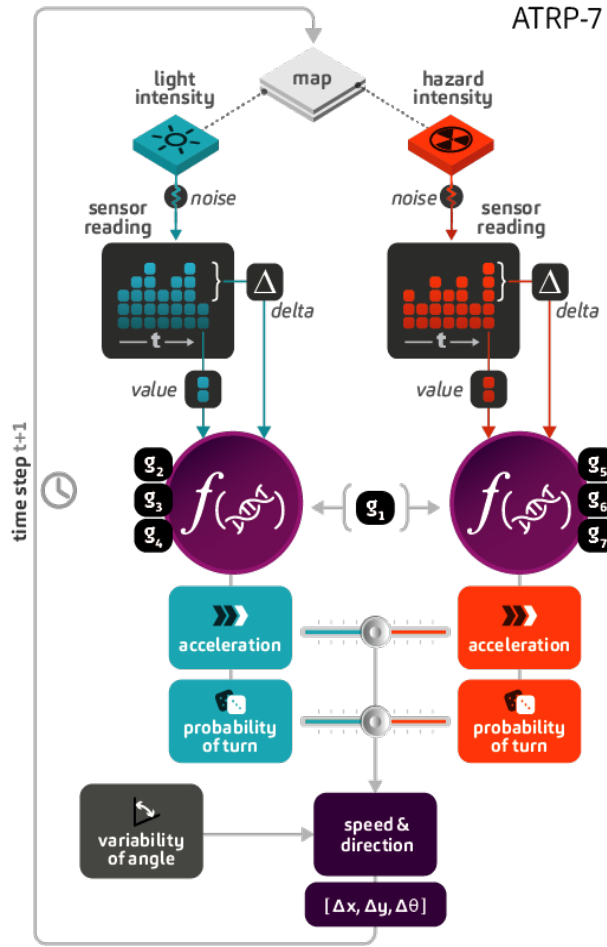 ATRP-7
map
light
intensity
hazard
intensity
noise
noise
sensor
reading
sensor
reading
Δ
Δ
delta
delta
t
t
value
value
time step t+1
g₂
g₃
g₄
f( )
g₁
f( )
g₅
g₆
g₇
acceleration
acceleration
probability
of turn
probability
of turn
variability
of angle
speed &
direction
[Δx, Δy, Δθ]